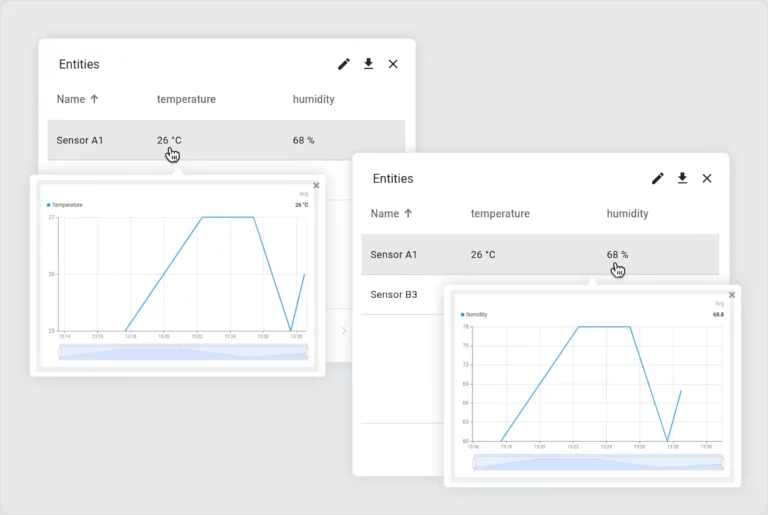 Entities
Name ↑ temperature humidity
Sensor A1 26 °C 68 %
Avg
Temperature 26 °C
27
26
25
13:14 13:16 13:18 13:20 13:22 13:24 13:26 13:28
Entities
Name ↑ temperature humidity
Sensor A1 26 °C 68 %
Sensor B3
Avg
humidity 68.8
78
75
72
69
66
63
60
13:16 13:18 13:20 13:22 13:24 13:26 13:28 13:30